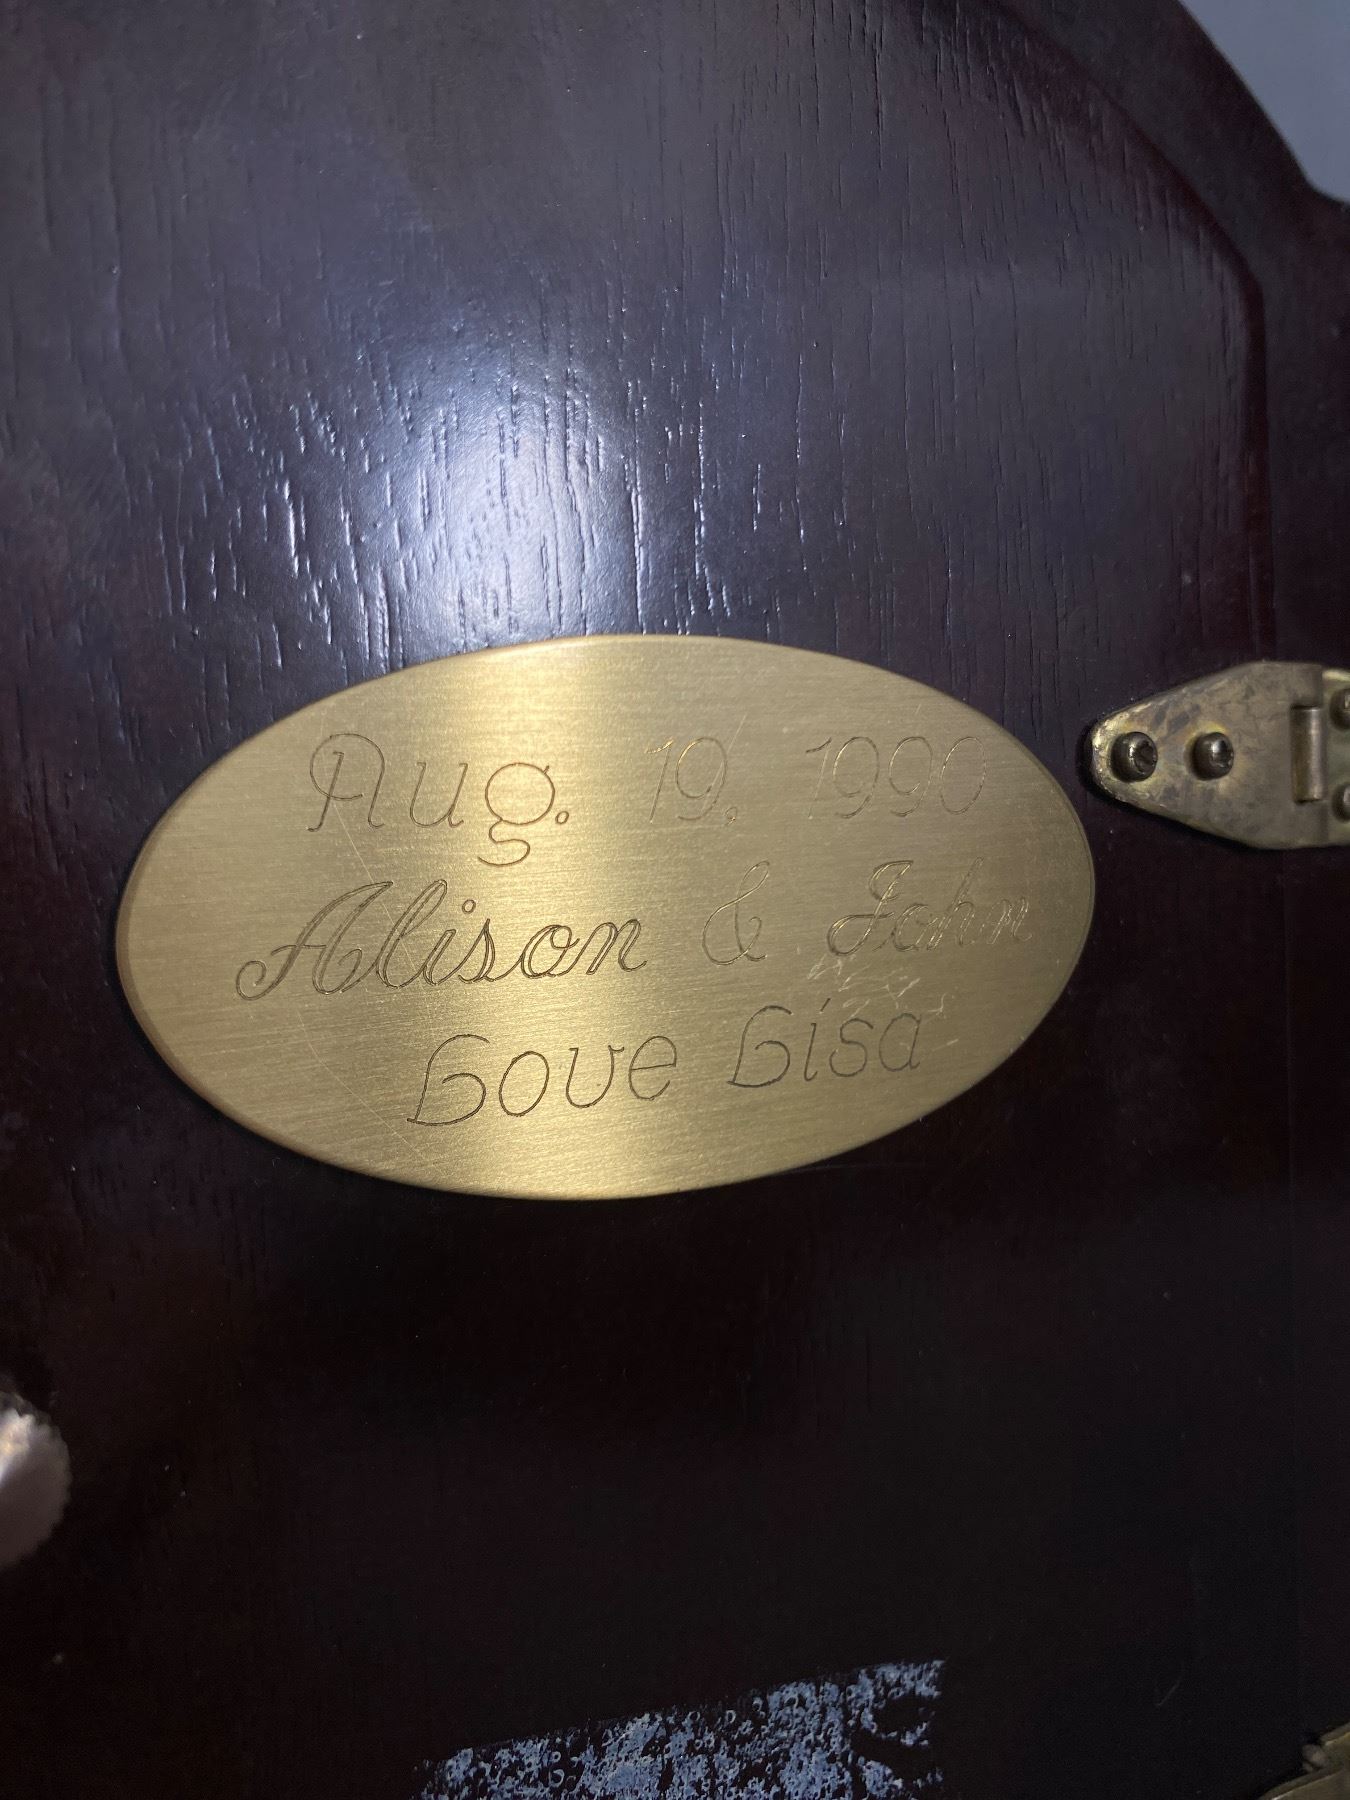 Aug. 19, 1990
Alison & John
Love Lisa